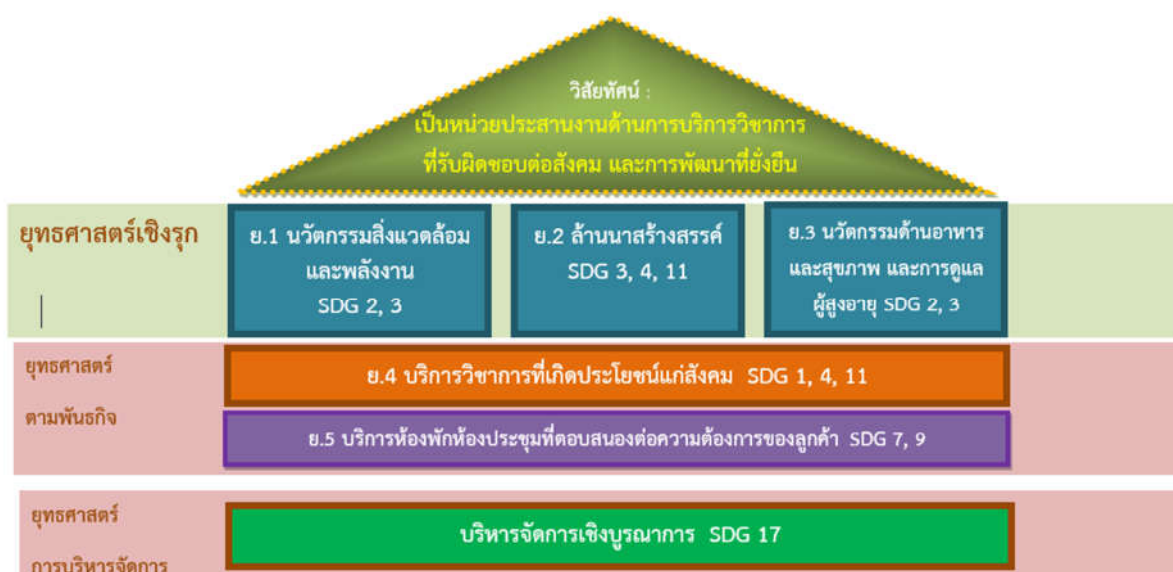 วิสัยทัศน์ :
เป็นหน่วยประสานงานด้านการบริการวิชาการ
ที่รับผิดชอบต่อสังคม และการพัฒนาที่ยั่งยืน
ยุทธศาสตร์เชิงรุก
ย.1 นวัตกรรมสิ่งแวดล้อม
และพลังงาน
SDG 2, 3
ย.2 ล้านนาสร้างสรรค์
SDG 3, 4, 11
ย.3 นวัตกรรมด้านอาหาร
และสุขภาพ และการดูแล
ผู้สูงอายุ SDG 2, 3
ยุทธศาสตร์
ตามพันธกิจ
ย.4 บริการวิชาการที่เกิดประโยชน์แก่สังคม SDG 1, 4, 11
ย.5 บริการห้องพักห้องประชุมที่ตอบสนองต่อความต้องการของลูกค้า SDG 7, 9
ยุทธศาสตร์
การบริหารจัดการ
บริหารจัดการเชิงบูรณาการ SDG 17